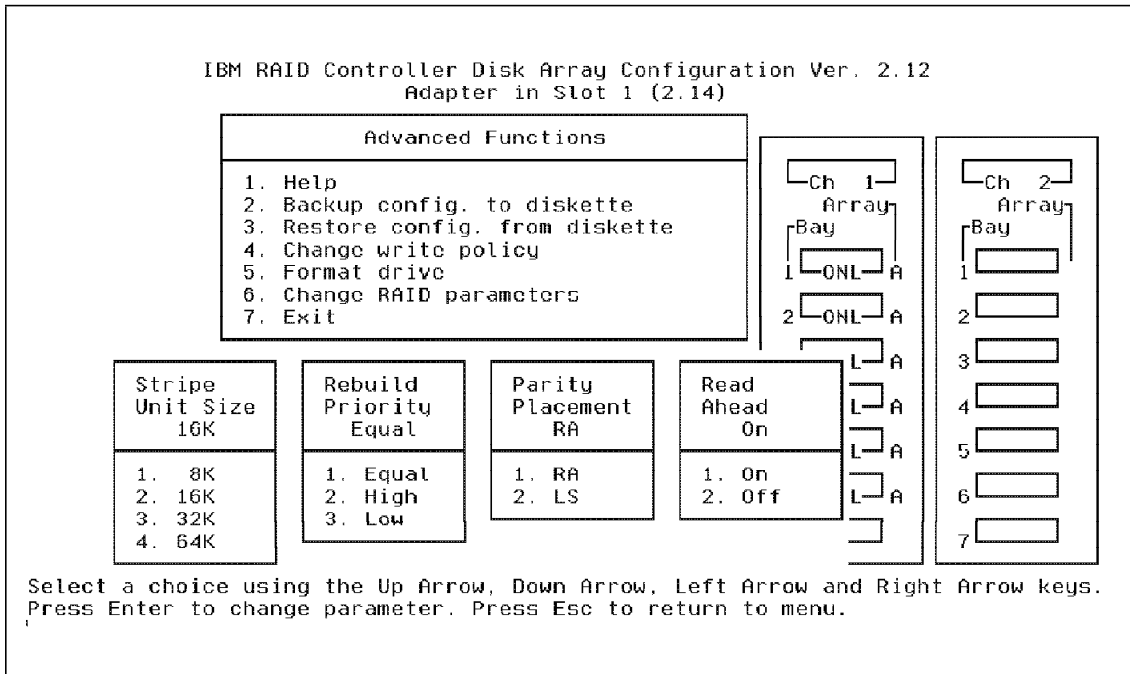 IBM RAID Controller Disk Array Configuration Ver. 2.12
Adapter in Slot 1 (2.14)
Advanced Functions
1. Help
2. Backup config. to diskette
3. Restore config. from diskette
4. Change write policy
5. Format drive
6. Change RAID parameters
7. Exit
Ch 1
Array
Bay
1 ONL A
2 ONL A
L A
L A
L A
L A
Ch 2
Array
Bay
1
2
3
4
5
6
7
Stripe
Unit Size
16K
1. 8K
2. 16K
3. 32K
4. 64K
Rebuild
Priority
Equal
1. Equal
2. High
3. Low
Parity
Placement
RA
1. RA
2. LS
Read
Ahead
On
1. On
2. Off
Select a choice using the Up Arrow, Down Arrow, Left Arrow and Right Arrow keys.
Press Enter to change parameter. Press Esc to return to menu.